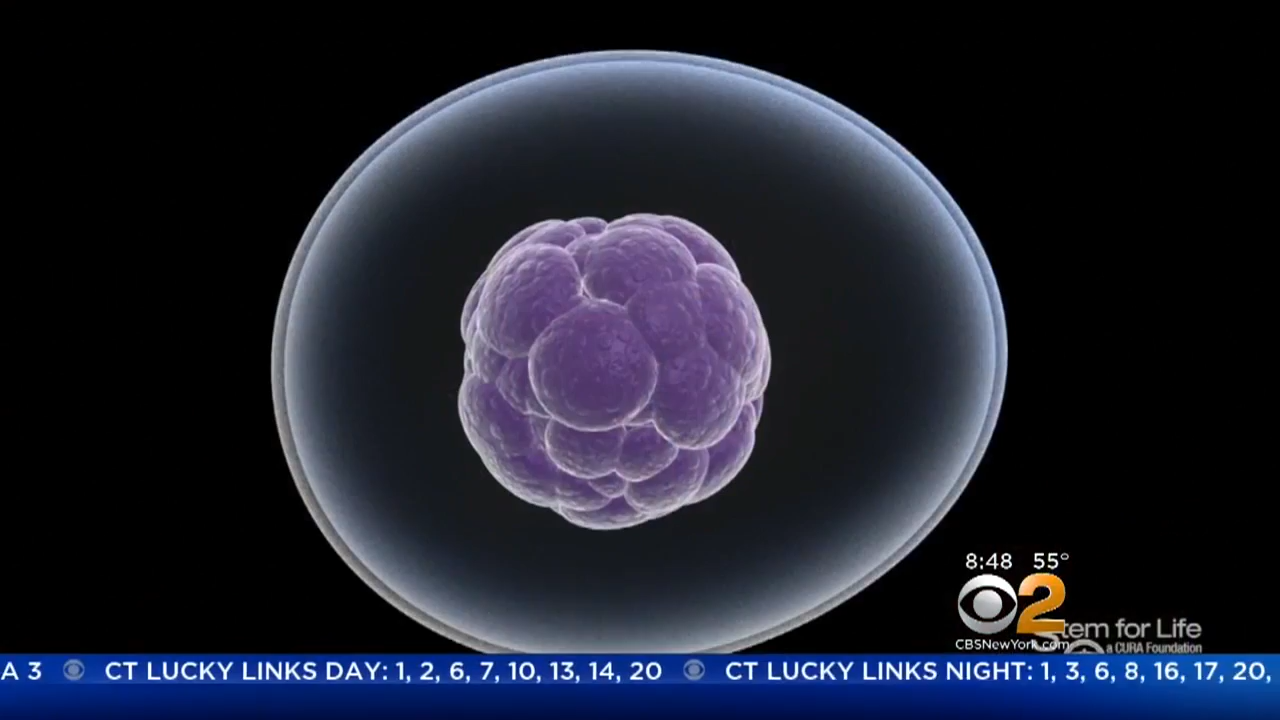 8:48 55°
2
CBSNewYork.com
tem for Life
a CURA Foundation
A 3 CT LUCKY LINKS DAY: 1, 2, 6, 7, 10, 13, 14, 20 CT LUCKY LINKS NIGHT: 1, 3, 6, 8, 16, 17, 20,